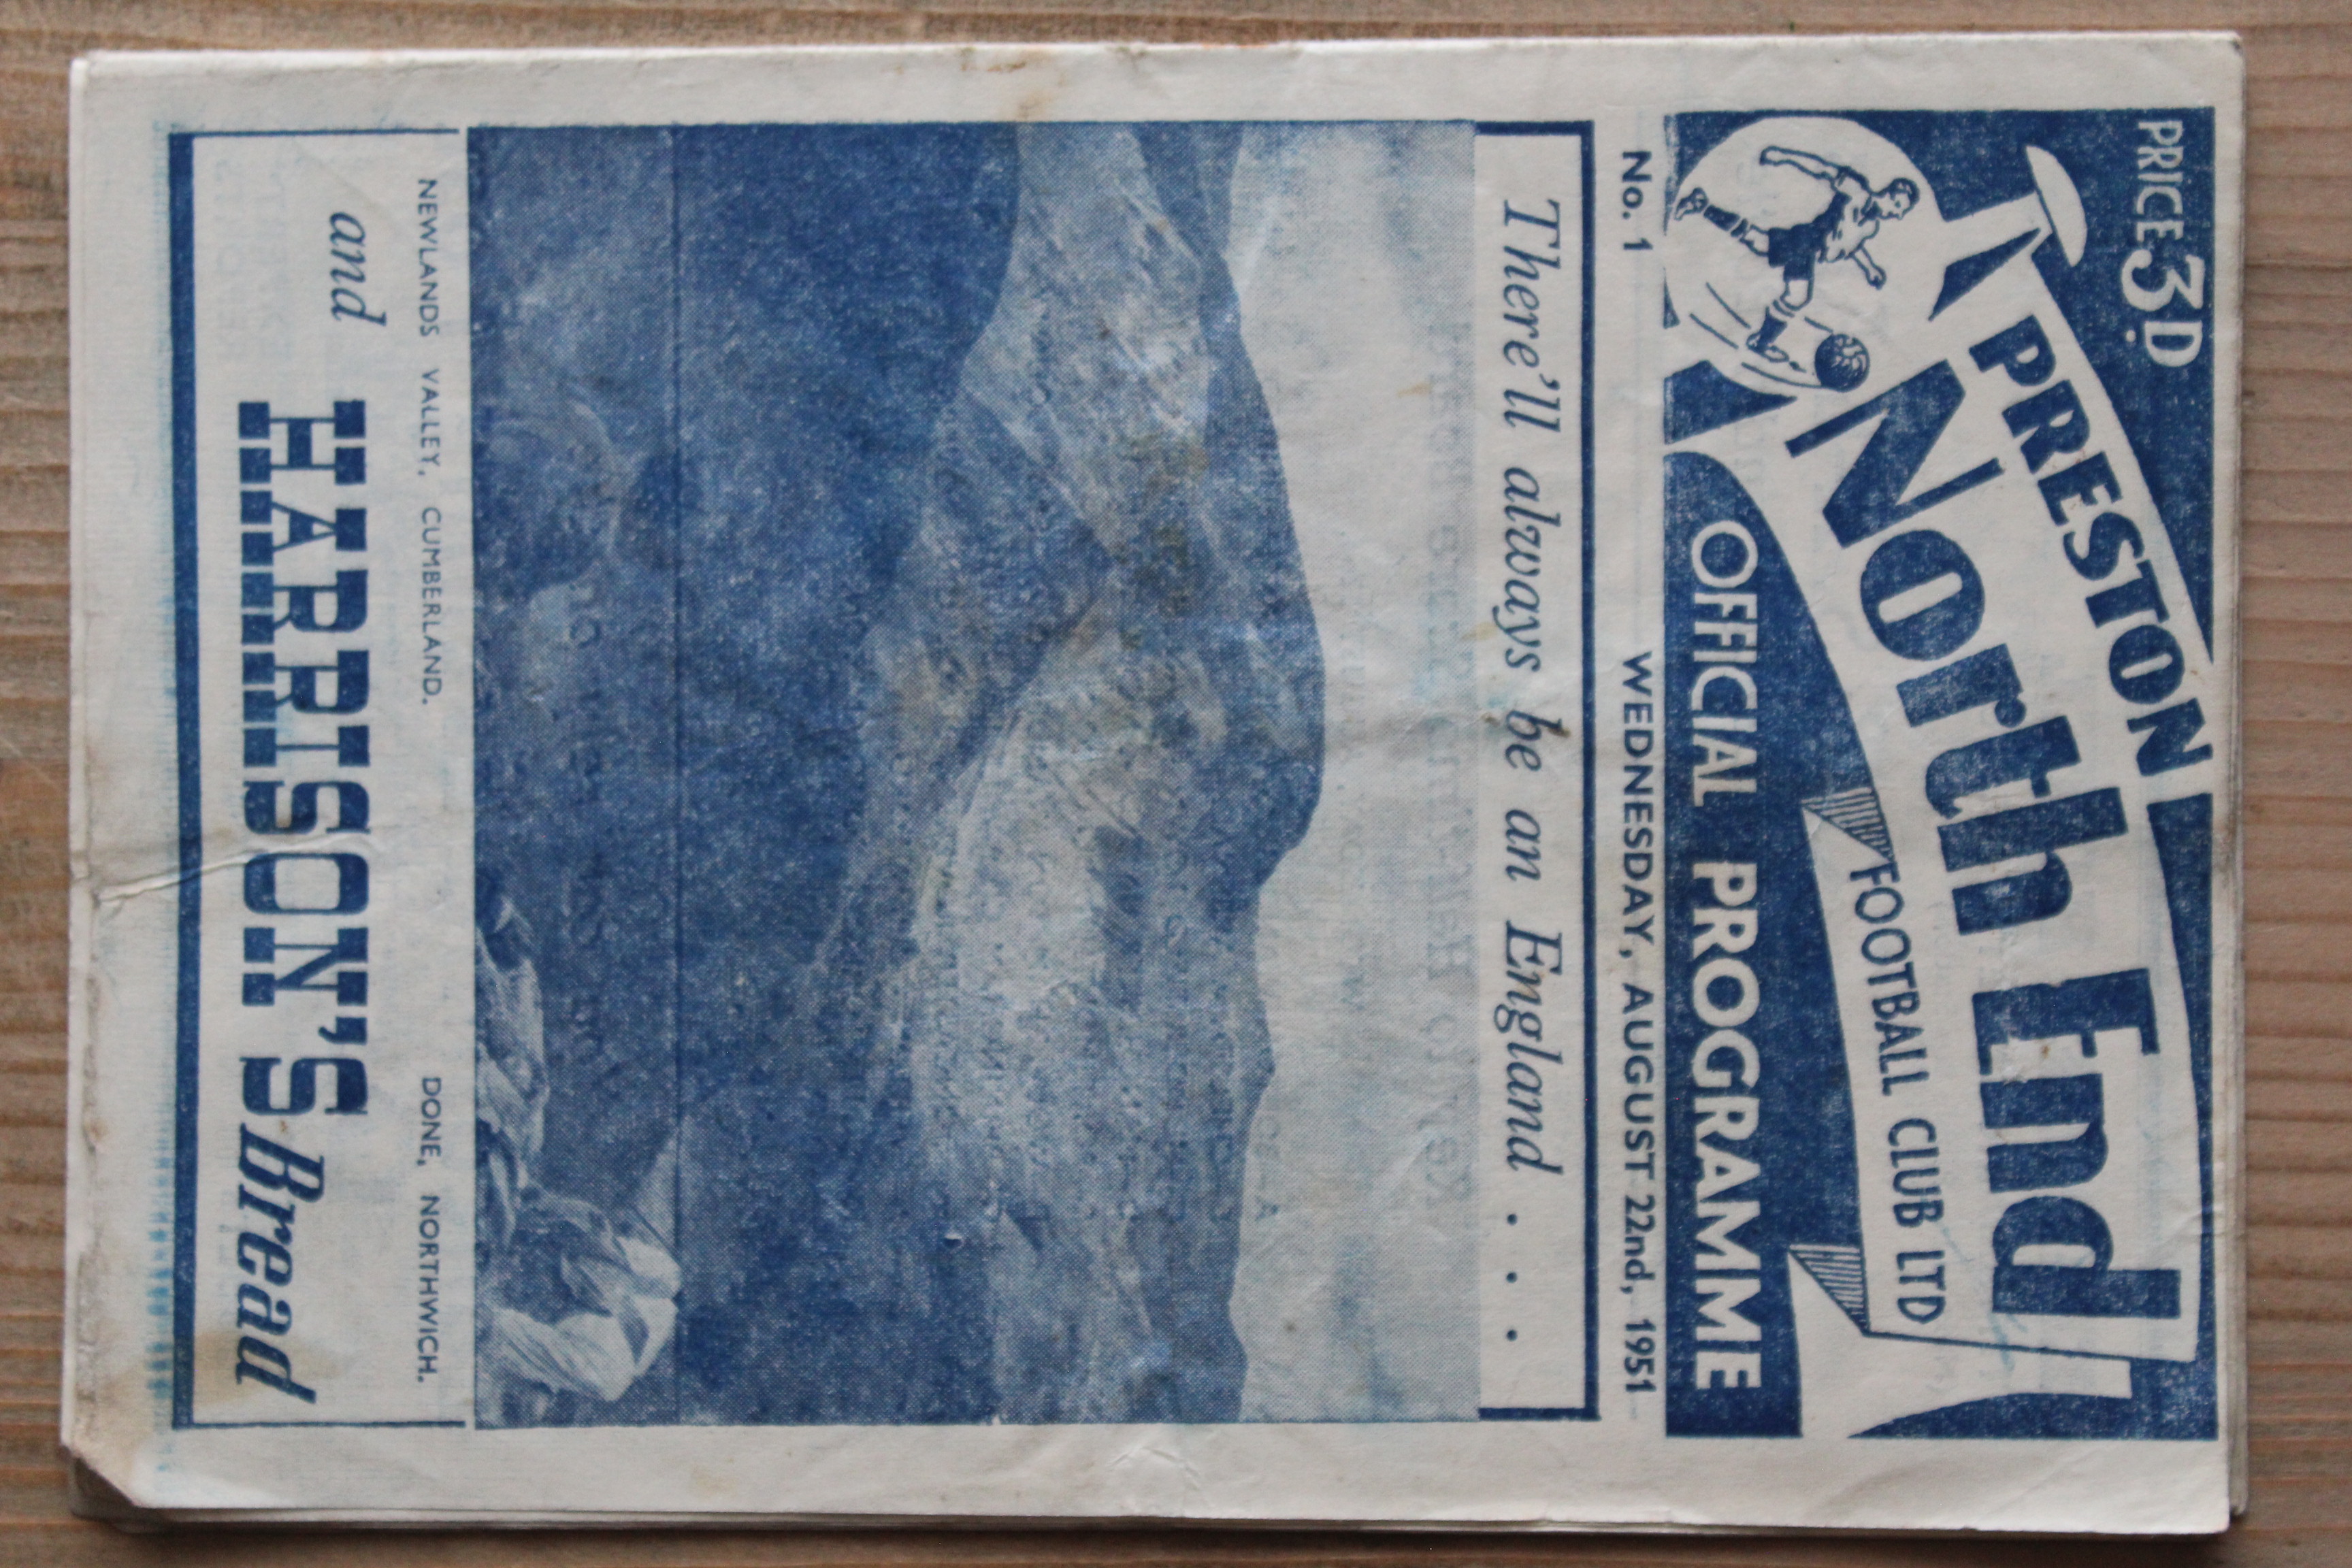 PRICE 3D.
PRESTON
North End
FOOTBALL CLUB LTD
OFFICIAL PROGRAMME
No. 1 WEDNESDAY, AUGUST 22nd, 1951
There'll always be an England . . . .
NEWLANDS VALLEY, CUMBERLAND. DONE, NORTHWICH.
and HARRISON'S Bread